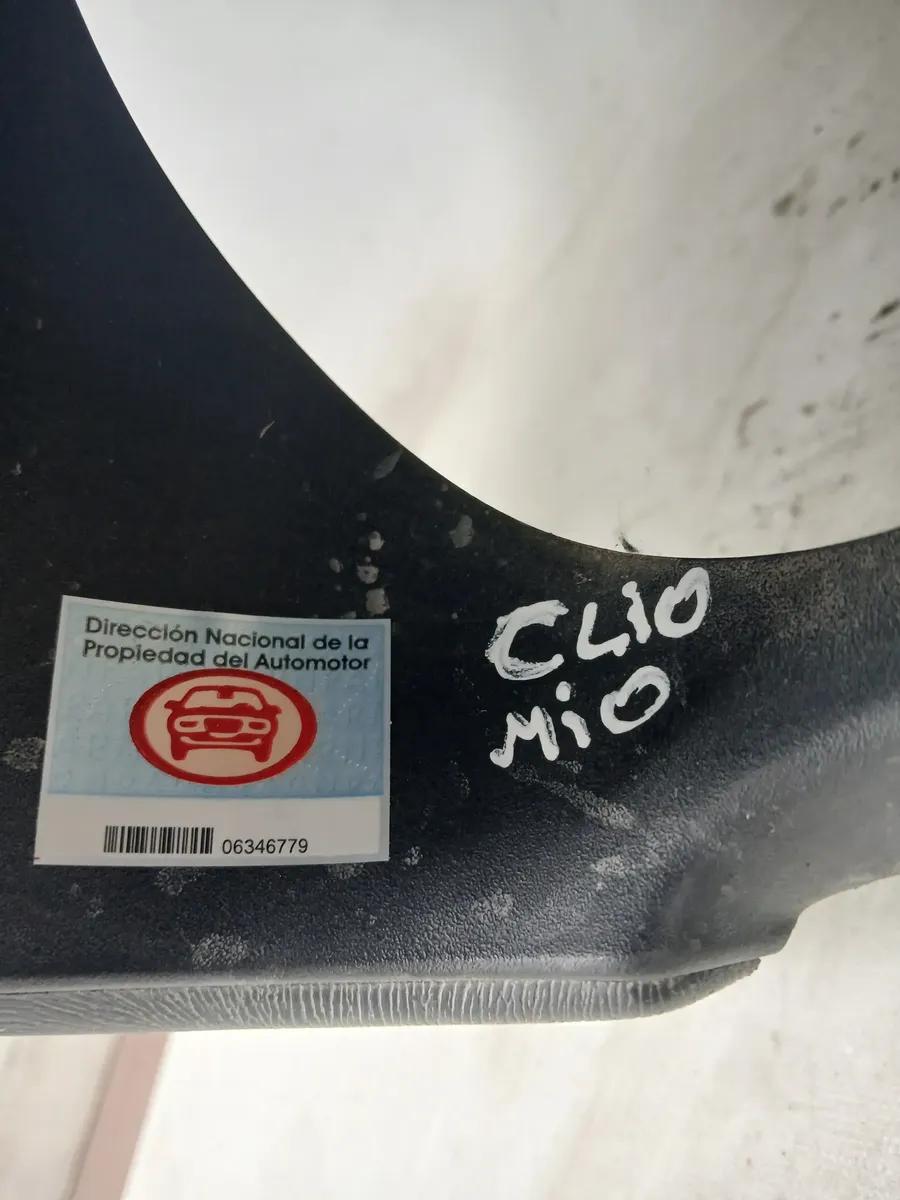 Dirección Nacional de la
Propiedad del Automotor
06346779
CLiO
MiO